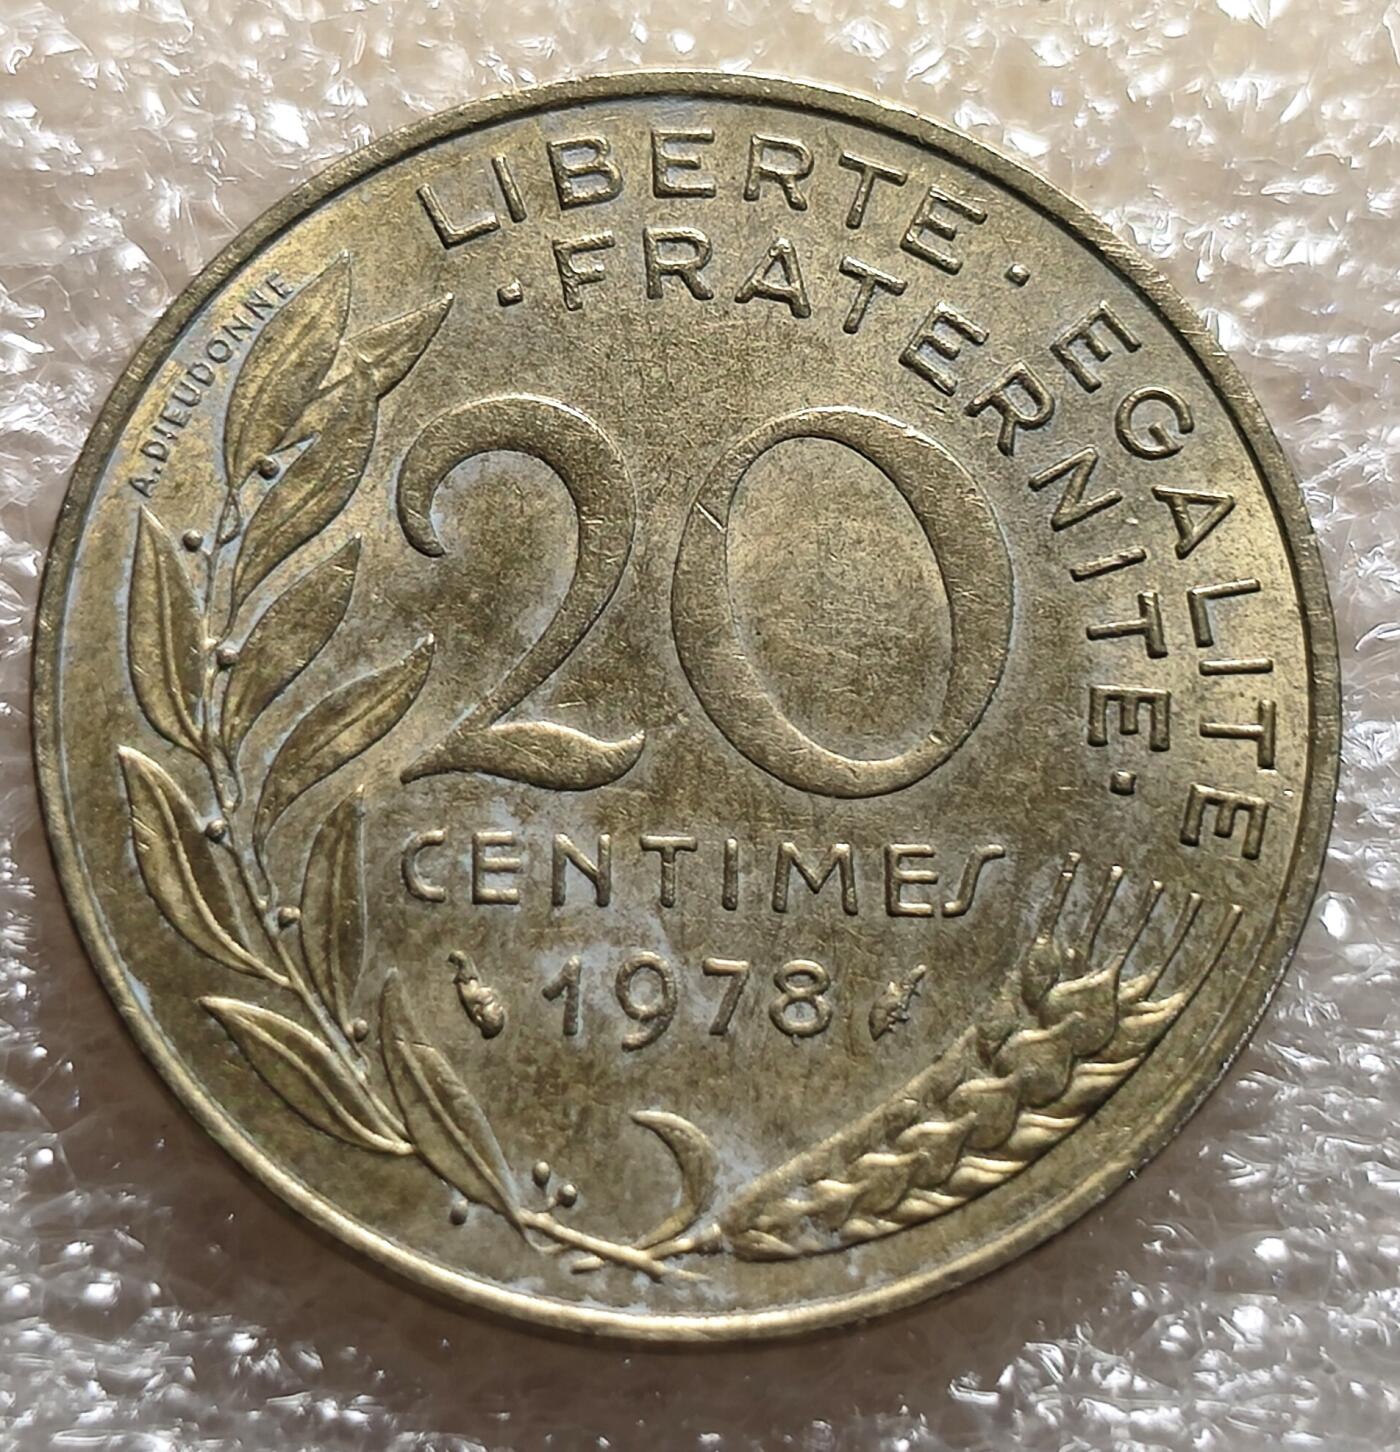 LIBERTE · EGALITE
· FRATERNITE ·
A.DIEUDONNE
20
CENTIMES
1978